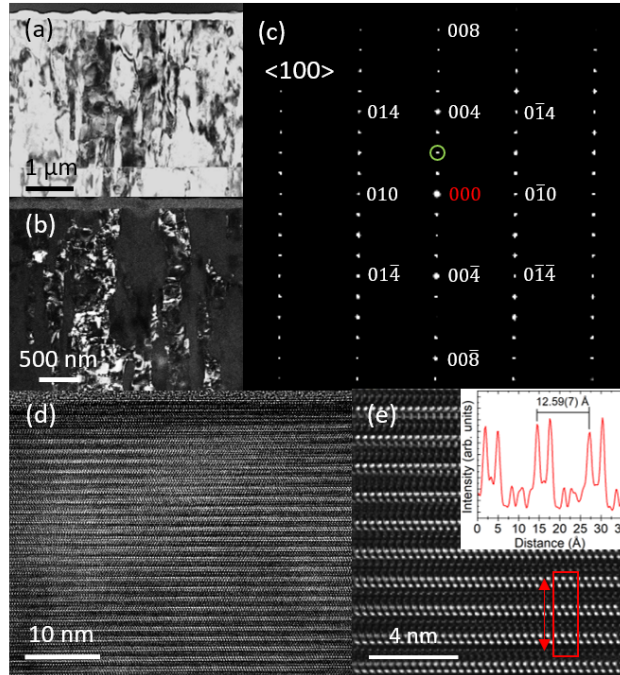 (a)
1 μm
(b)
500 nm
(c)
<100>
008
014 004 01̄4
010 000 01̄0
014̄ 004̄ 01̄4̄
008̄
(d)
10 nm
(e)
4 nm
12.59(7) Å
Intensity (arb. units)
0 5 10 15 20 25 30 35
Distance (Å)